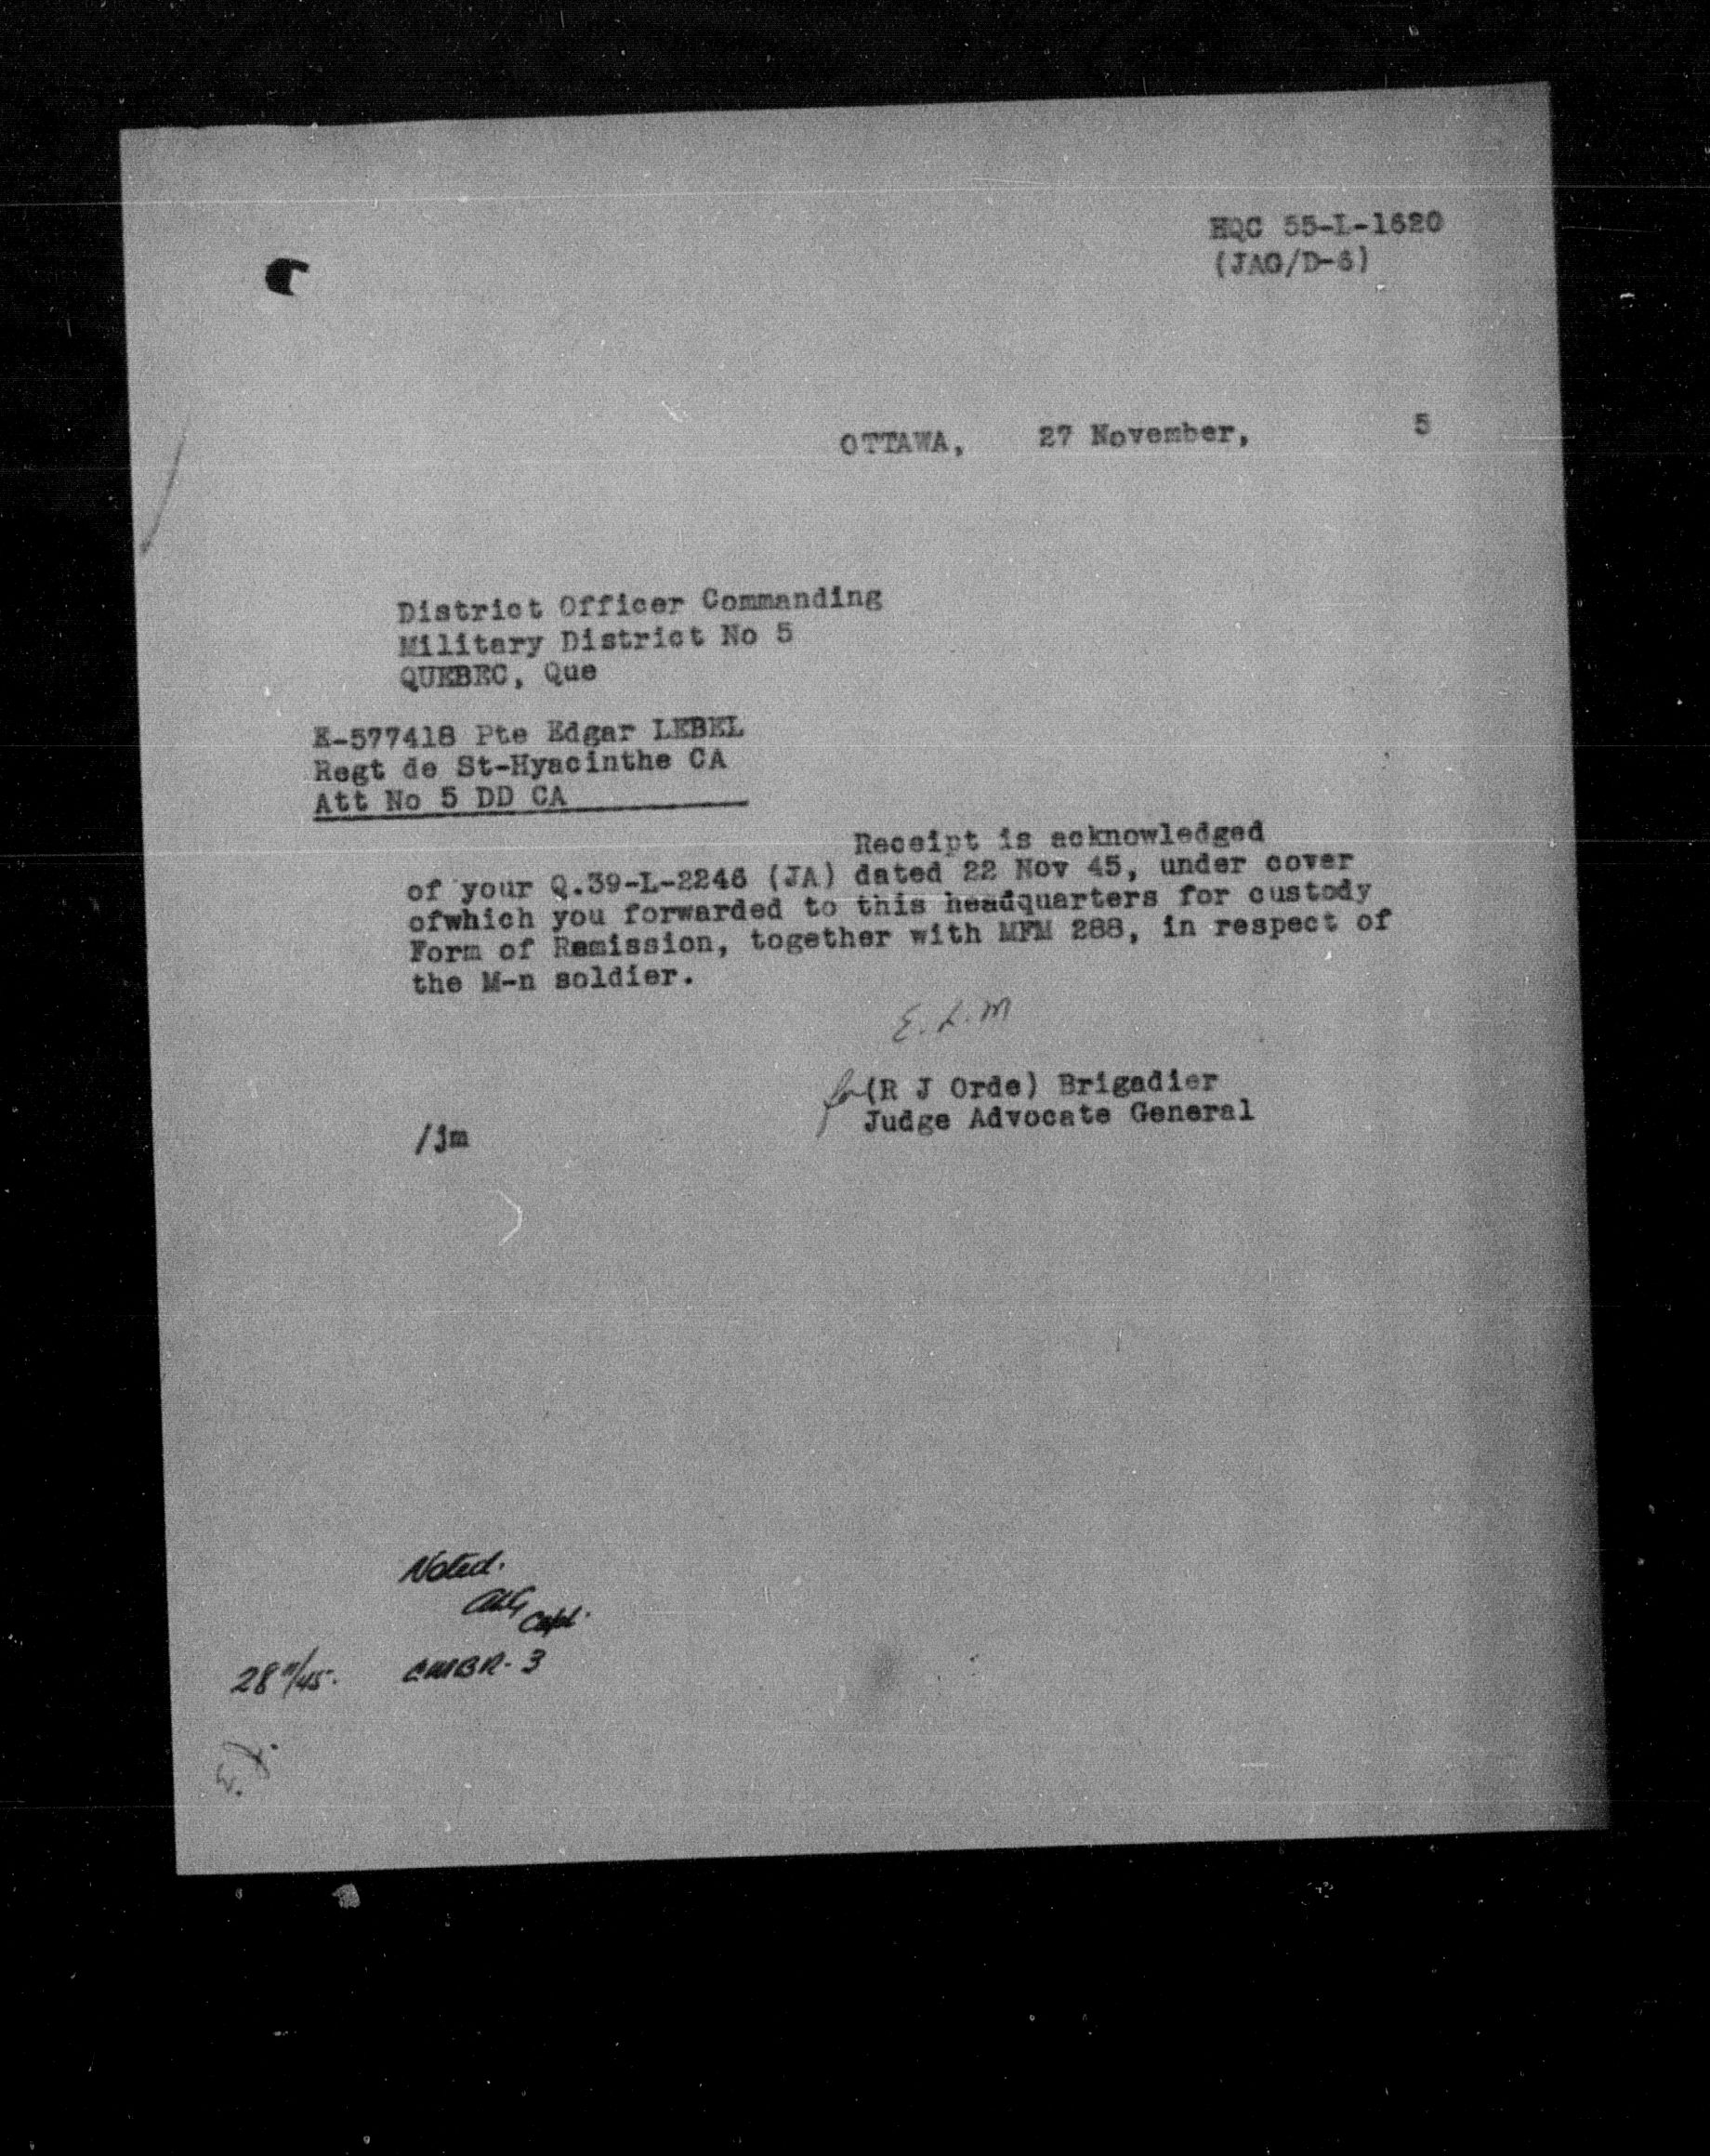 HQC 55-L-1620
(JAG/D-6)
OTTAWA, 27 November, 5
District Officer Commanding
Military District No 5
QUEBEC, Que
E-577418 Pte Edgar LEBEL
Regt de St-Hyacinthe CA
Att No 5 DD CA
Receipt is acknowledged
of your Q.39-L-2246 (JA) dated 22 Nov 45, under cover
ofwhich you forwarded to this headquarters for custody
Form of Remission, together with MFM 288, in respect of
the M-n soldier.
E.L.M
for (R J Orde) Brigadier
Judge Advocate General
/jm
Noted.
Capt.
28 11/45.